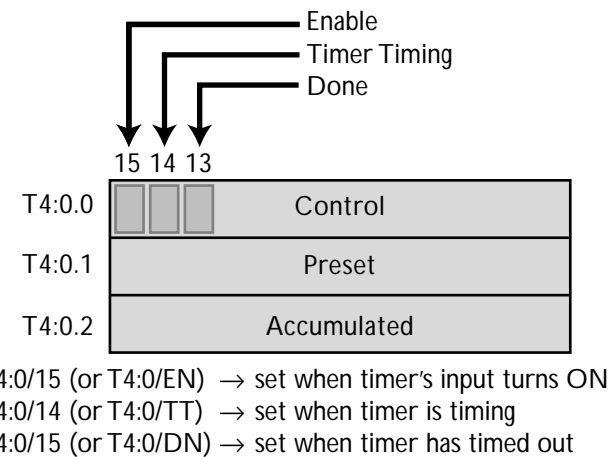 Enable
Timer Timing
Done
15 14 13
T4:0.0 Control
T4:0.1 Preset
T4:0.2 Accumulated
4:0/15 (or T4:0/EN) → set when timer's input turns ON
4:0/14 (or T4:0/TT) → set when timer is timing
4:0/15 (or T4:0/DN) → set when timer has timed out